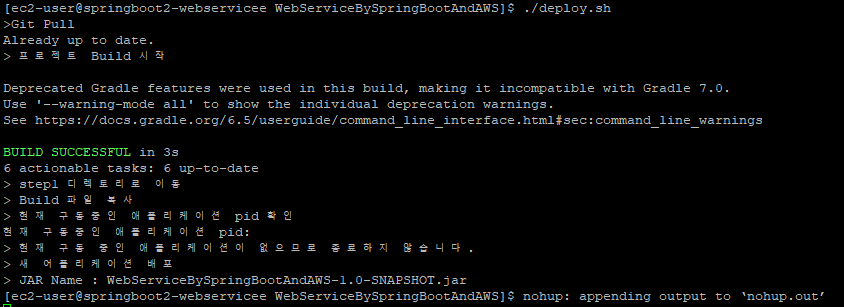 [ec2-user@springboot2-webservicee WebServiceBySpringBootAndAWS]$ ./deploy.sh
>Git Pull
Already up to date.
> 프로젝트 Build 시작
Deprecated Gradle features were used in this build, making it incompatible with Gradle 7.0.
Use '--warning-mode all' to show the individual deprecation warnings.
See https://docs.gradle.org/6.5/userguide/command_line_interface.html#sec:command_line_warnings
BUILD SUCCESSFUL in 3s
6 actionable tasks: 6 up-to-date
> step1 디렉토리로 이동
> Build 파일 복사
> 현재 구동중인 애플리케이션 pid 확인
현재 구동중인 애플리케이션 pid:
> 현재 구동 중인 애플리케이션이 없으므로 종료하지 않습니다.
> 새 어플리케이션 배포
> JAR Name : WebServiceBySpringBootAndAWS-1.0-SNAPSHOT.jar
[ec2-user@springboot2-webservicee WebServiceBySpringBootAndAWS]$ nohup: appending output to ‘nohup.out’